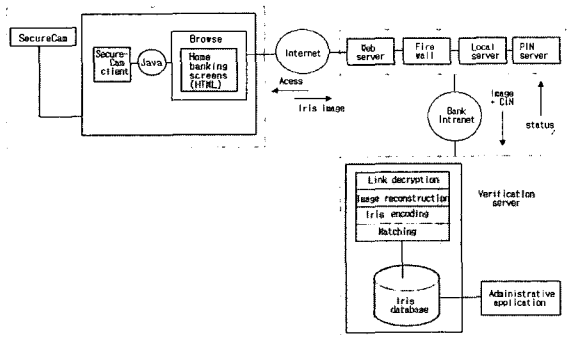 SecureCam
Secure-
Cam
client
Java
Browse
Home
banking
screens
(HTML)
Internet
Acess
Iris image
Web
server
Fire
wall
Local
server
PIN
server
Bank
Intranet
image
+ CIN
status
Link decryption
Image reconstruction
Iris encoding
Matching
Verification
server
Iris
database
Administrative
application